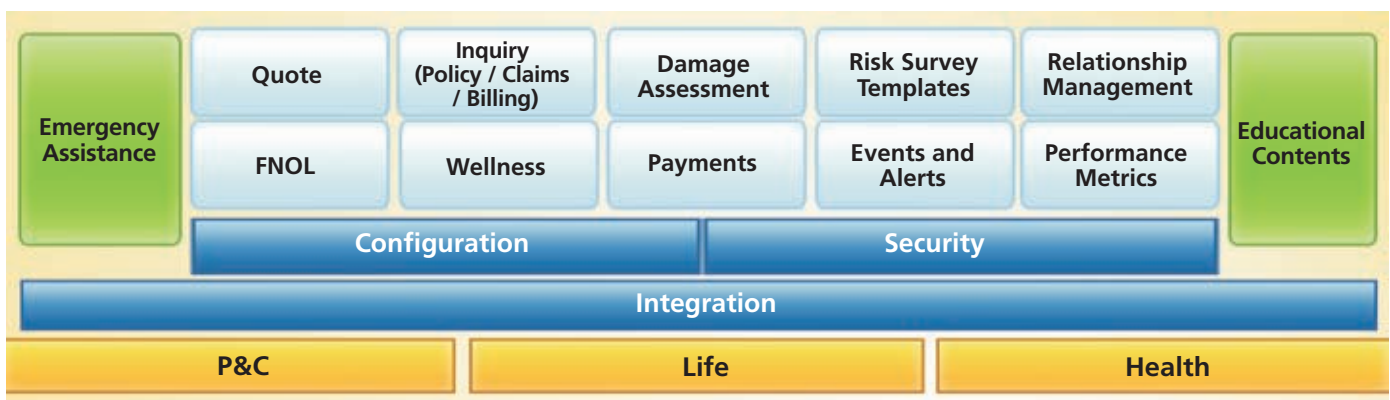 Emergency
Assistance
Quote
Inquiry
(Policy / Claims
/ Billing)
Damage
Assessment
Risk Survey
Templates
Relationship
Management
FNOL
Wellness
Payments
Events and
Alerts
Performance
Metrics
Educational
Contents
Configuration
Security
Integration
P&C
Life
Health